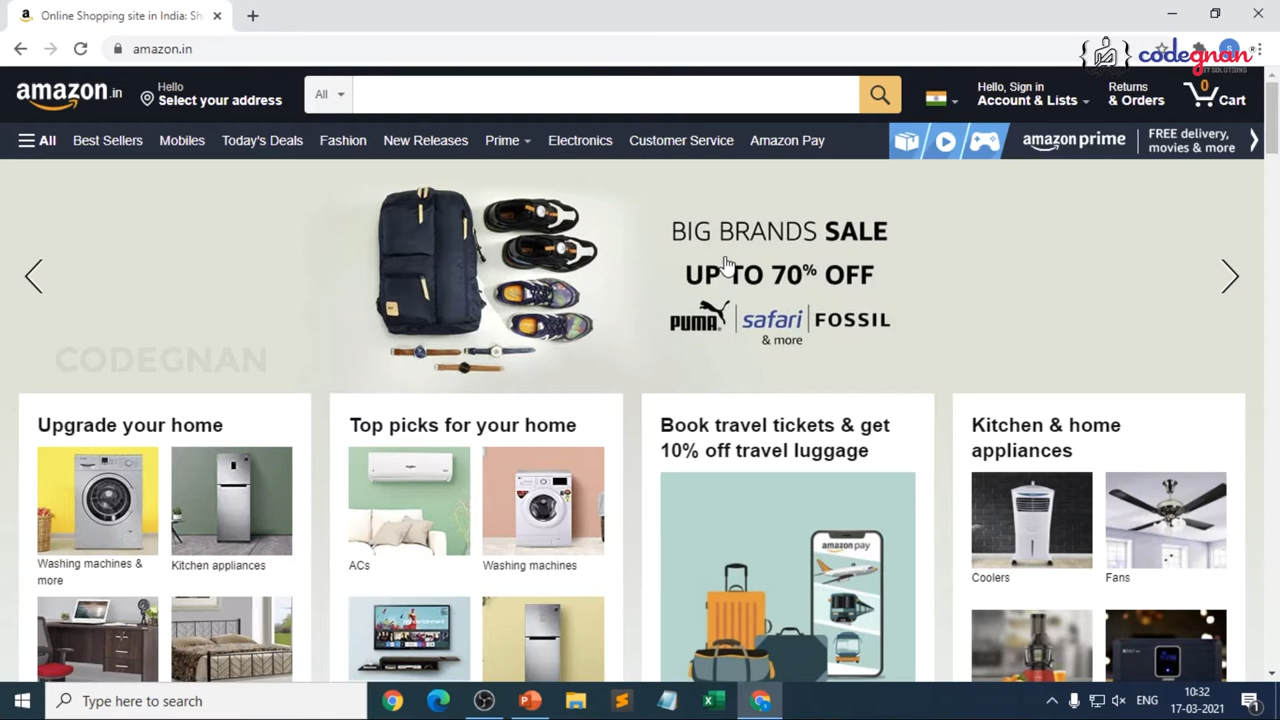 Online Shopping site in India: Sh
amazon.in
codegnan
IT SOLUTIONS
amazon.in
Hello
Select your address
All
Hello, Sign in
Account & Lists
Returns
& Orders
0
Cart
All
Best Sellers
Mobiles
Today's Deals
Fashion
New Releases
Prime
Electronics
Customer Service
Amazon Pay
amazon prime
FREE delivery,
movies & more
BIG BRANDS SALE
UP TO 70% OFF
PUMA safari FOSSIL
& more
CODEGNAN
Upgrade your home
Washing machines &
more
Kitchen appliances
Top picks for your home
ACs
Washing machines
Book travel tickets & get
10% off travel luggage
amazon pay
Kitchen & home
appliances
Coolers
Fans
Type here to search
ENG
10:32
17-03-2021
1